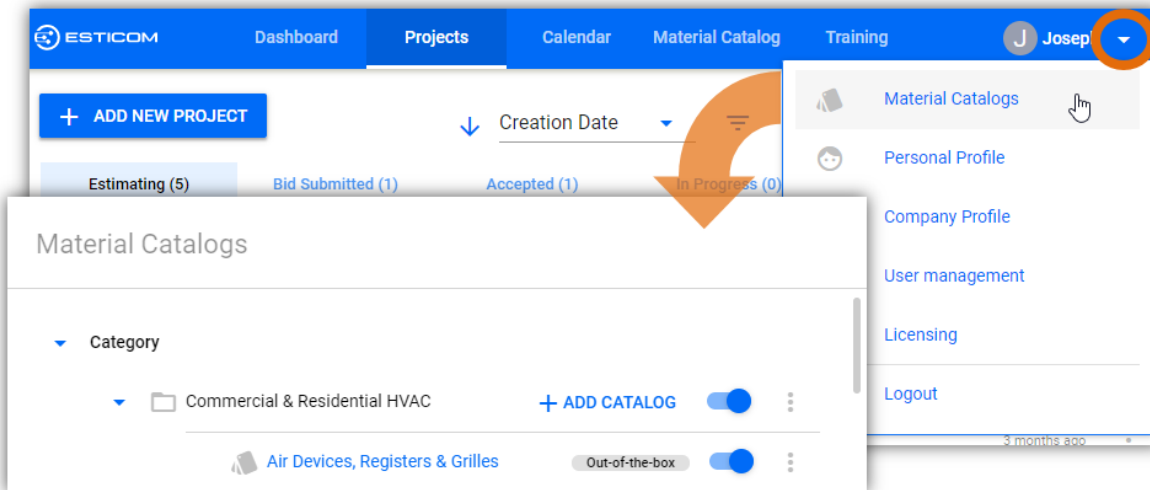 ESTICOM Dashboard Projects Calendar Material Catalog Training J Joseph
+ ADD NEW PROJECT
Creation Date
Estimating (5) Bid Submitted (1) Accepted (1) In Progress (0)
Material Catalogs
Personal Profile
Company Profile
User management
Licensing
Logout
3 months ago
Material Catalogs
Category
Commercial & Residential HVAC + ADD CATALOG
Air Devices, Registers & Grilles Out-of-the-box